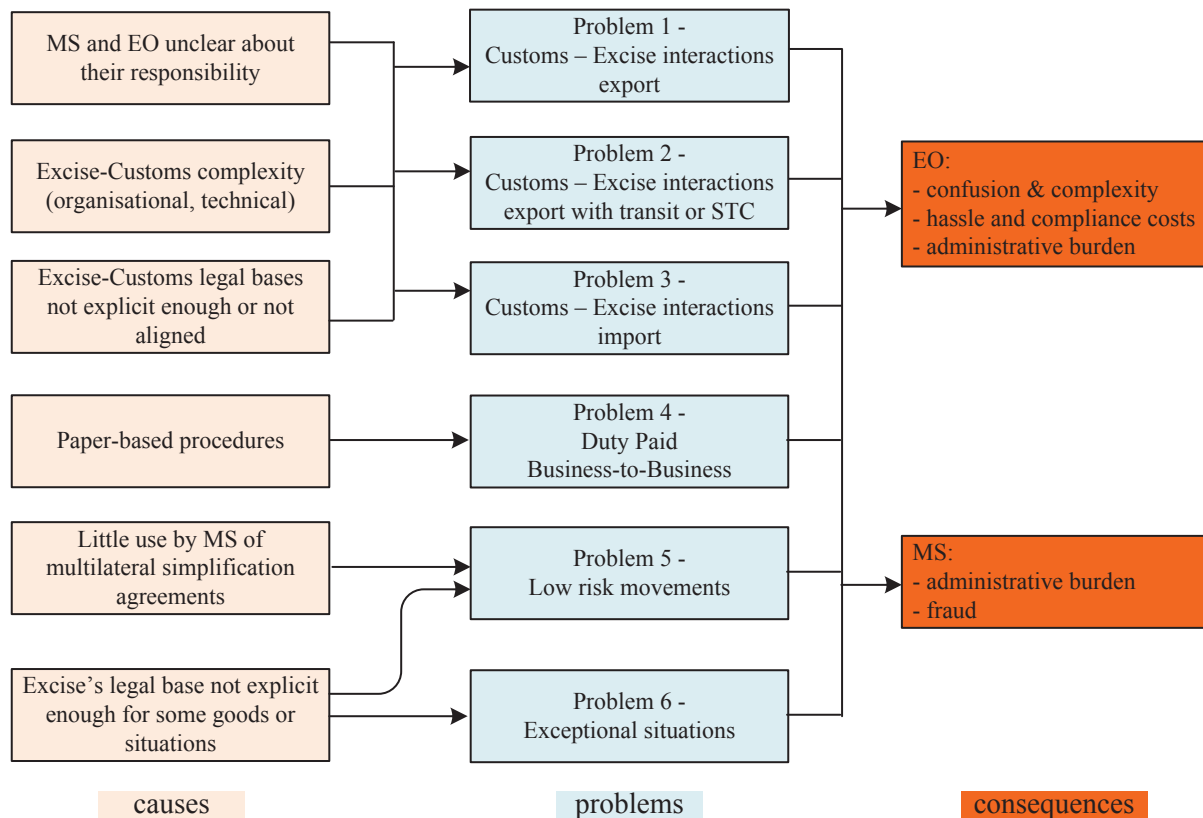 MS and EO unclear about
their responsibility
Excise-Customs complexity
(organisational, technical)
Excise-Customs legal bases
not explicit enough or not
aligned
Paper-based procedures
Little use by MS of
multilateral simplification
agreements
Excise’s legal base not explicit
enough for some goods or
situations
causes
Problem 1 -
Customs – Excise interactions
export
Problem 2 -
Customs – Excise interactions
export with transit or STC
Problem 3 -
Customs – Excise interactions
import
Problem 4 -
Duty Paid
Business-to-Business
Problem 5 -
Low risk movements
Problem 6 -
Exceptional situations
problems
EO:
- confusion & complexity
- hassle and compliance costs
- administrative burden
MS:
- administrative burden
- fraud
consequences